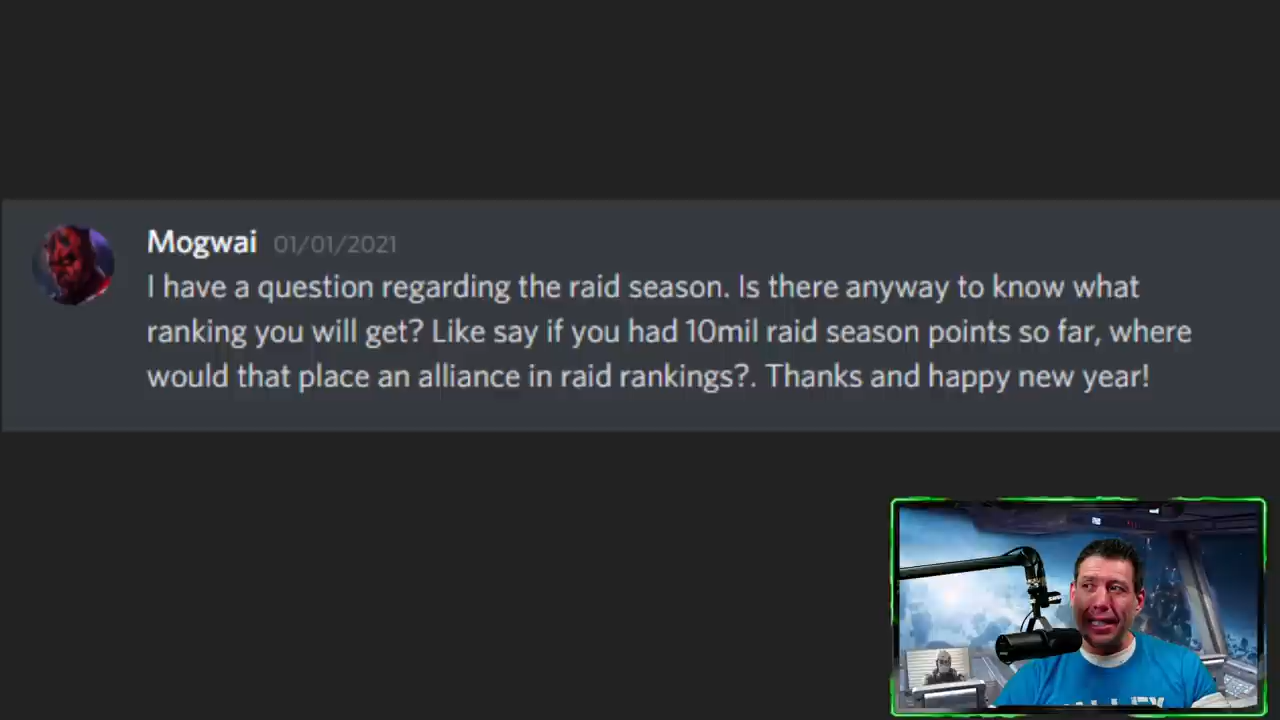 Mogwai 01/01/2021
I have a question regarding the raid season. Is there anyway to know what
ranking you will get? Like say if you had 10mil raid season points so far, where
would that place an alliance in raid rankings?. Thanks and happy new year!